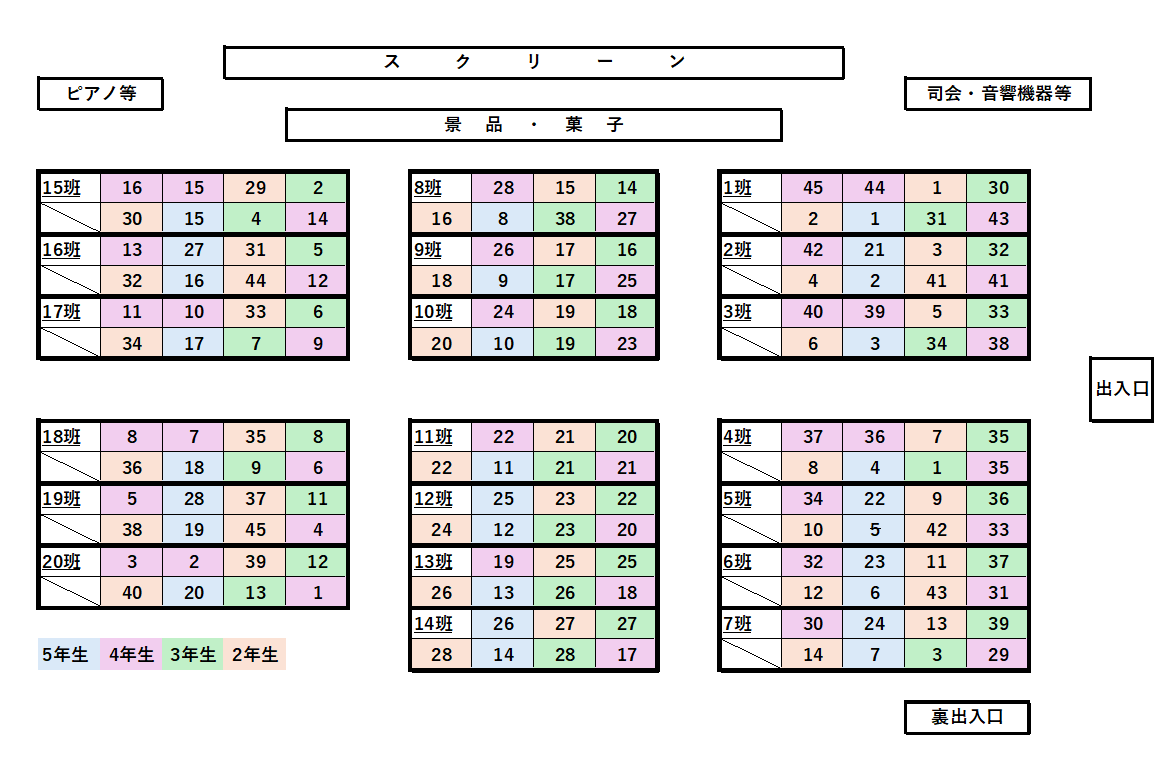 スクリーン
ピアノ等
司会・音響機器等
景品・菓子
15班 16 15 29 2
30 15 4 14
16班 13 27 31 5
32 16 44 12
17班 11 10 33 6
34 17 7 9
8班 28 15 14
16 8 38 27
9班 26 17 16
18 9 17 25
10班 24 19 18
20 10 19 23
1班 45 44 1 30
2 1 31 43
2班 42 21 3 32
4 2 41 41
3班 40 39 5 33
6 3 34 38
出入口
18班 8 7 35 8
36 18 9 6
19班 5 28 37 11
38 19 45 4
20班 3 2 39 12
40 20 13 1
11班 22 21 20
22 11 21 21
12班 25 23 22
24 12 23 20
13班 19 25 25
26 13 26 18
14班 26 27 27
28 14 28 17
4班 37 36 7 35
8 4 1 35
5班 34 22 9 36
10 5 42 33
6班 32 23 11 37
12 6 43 31
7班 30 24 13 39
14 7 3 29
5年生 4年生 3年生 2年生
裏出入口